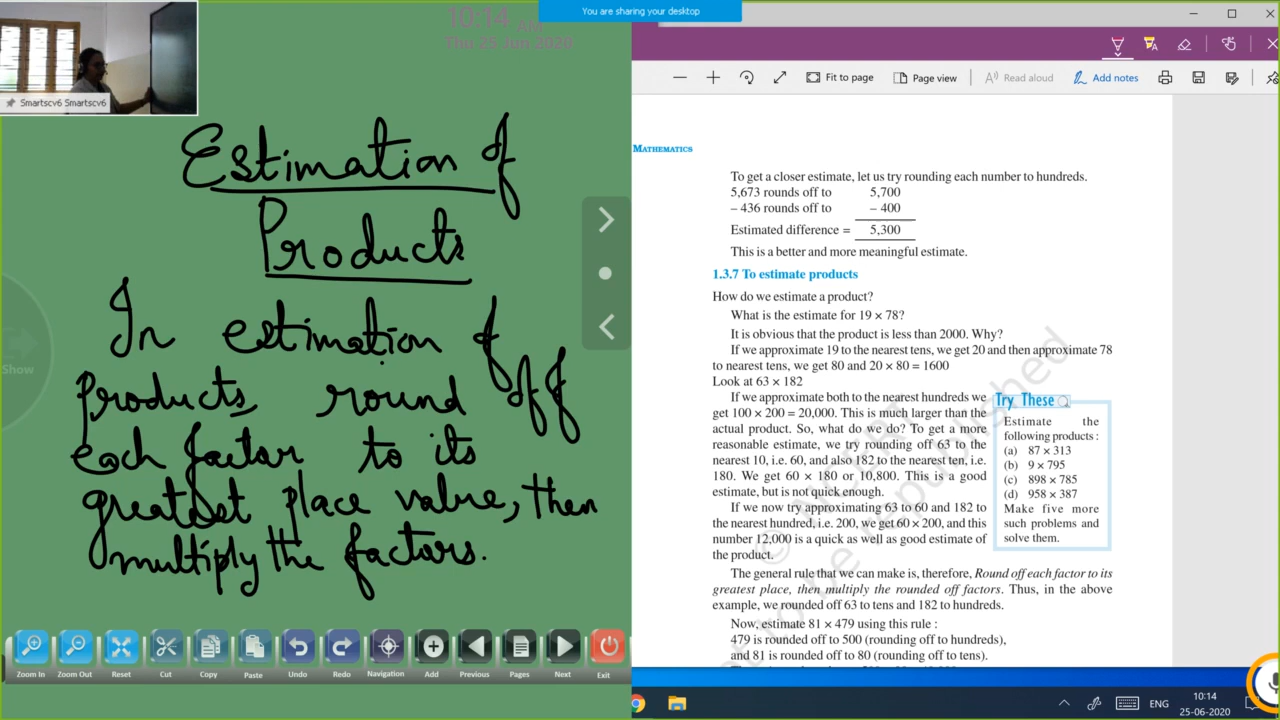 You are sharing your desktop
10:14 AM
Thu 25 Jun 2020
Smartscv6 Smartscv6
Estimation of
Products
In estimation of
products, round off
each factor to its
greatest place value, then
multiply the factors.
Show
Zoom In Zoom Out Reset Cut Copy Paste Undo Redo Navigation Add Previous Pages Next Exit
Fit to page Page view Read aloud Add notes
MATHEMATICS
To get a closer estimate, let us try rounding each number to hundreds.
5,673 rounds off to 5,700
– 436 rounds off to – 400
Estimated difference = 5,300
This is a better and more meaningful estimate.
1.3.7 To estimate products
How do we estimate a product?
What is the estimate for 19 × 78?
It is obvious that the product is less than 2000. Why?
If we approximate 19 to the nearest tens, we get 20 and then approximate 78
to nearest tens, we get 80 and 20 × 80 = 1600
Look at 63 × 182
If we approximate both to the nearest hundreds we
get 100 × 200 = 20,000. This is much larger than the
actual product. So, what do we do? To get a more
reasonable estimate, we try rounding off 63 to the
nearest 10, i.e. 60, and also 182 to the nearest ten, i.e.
180. We get 60 × 180 or 10,800. This is a good
estimate, but is not quick enough.
If we now try approximating 63 to 60 and 182 to
the nearest hundred, i.e. 200, we get 60 × 200, and this
number 12,000 is a quick as well as good estimate of
the product.
The general rule that we can make is, therefore, Round off each factor to its
greatest place, then multiply the rounded off factors. Thus, in the above
example, we rounded off 63 to tens and 182 to hundreds.
Now, estimate 81 × 479 using this rule :
479 is rounded off to 500 (rounding off to hundreds),
and 81 is rounded off to 80 (rounding off to tens).
Try These
Estimate the
following products :
(a) 87 × 313
(b) 9 × 795
(c) 898 × 785
(d) 958 × 387
Make five more
such problems and
solve them.
ENG
10:14
25-06-2020